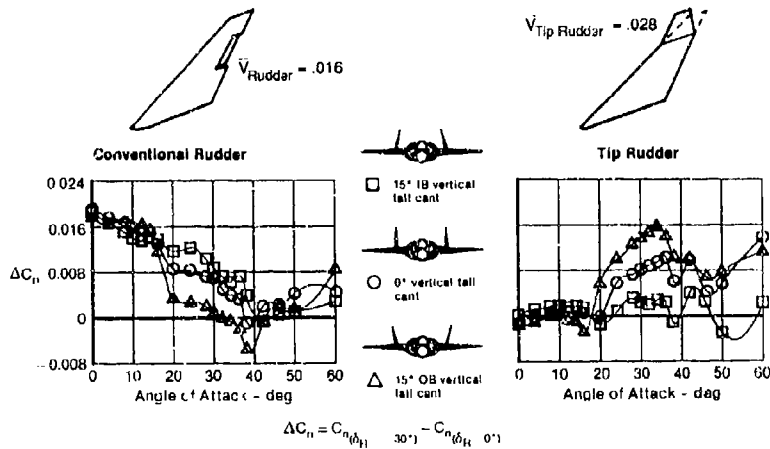 V̄Rudder = .016
V̄Tip Rudder = .028
Conventional Rudder
Tip Rudder
15° IB vertical
tail cant
0° vertical tail
cant
15° OB vertical
tail cant
0.024
0.016
0.008
0
-0.008
ΔCn
0 10 20 30 40 50 60
Angle of Attack - deg
0 10 20 30 40 50 60
Angle of Attack - deg
ΔCn = Cn(δR 30°) − Cn(δR 0°)